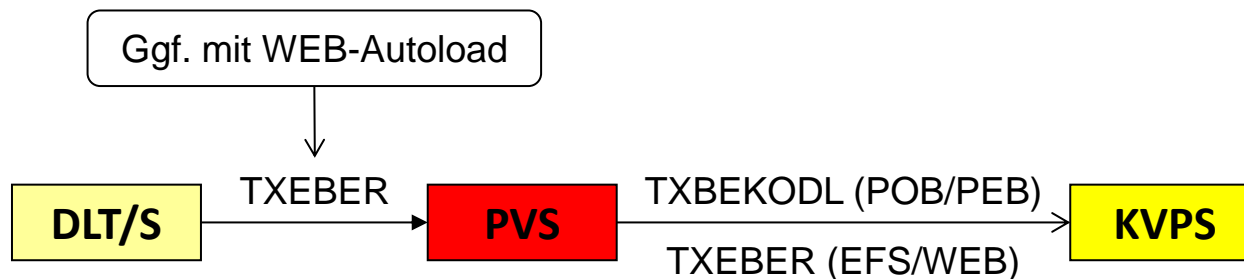 Ggf. mit WEB-Autoload
TXEBER
TXBEKODL (POB/PEB)
DLT/S
PVS
KVPS
TXEBER (EFS/WEB)